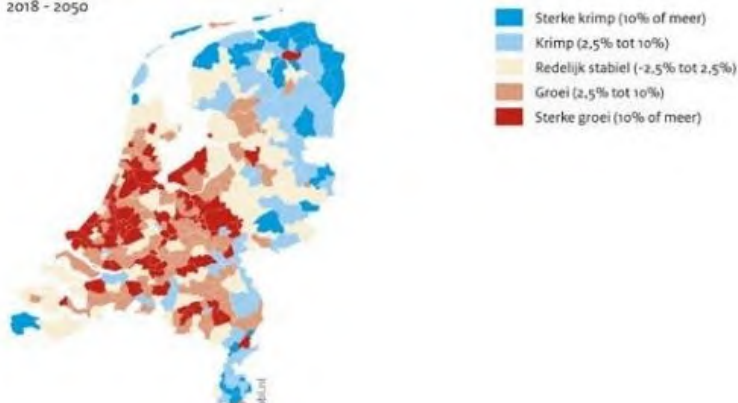 2018 - 2050
Sterke krimp (10% of meer)
Krimp (2,5% tot 10%)
Redelijk stabiel (-2,5% tot 2,5%)
Groei (2,5% tot 10%)
Sterke groei (10% of meer)